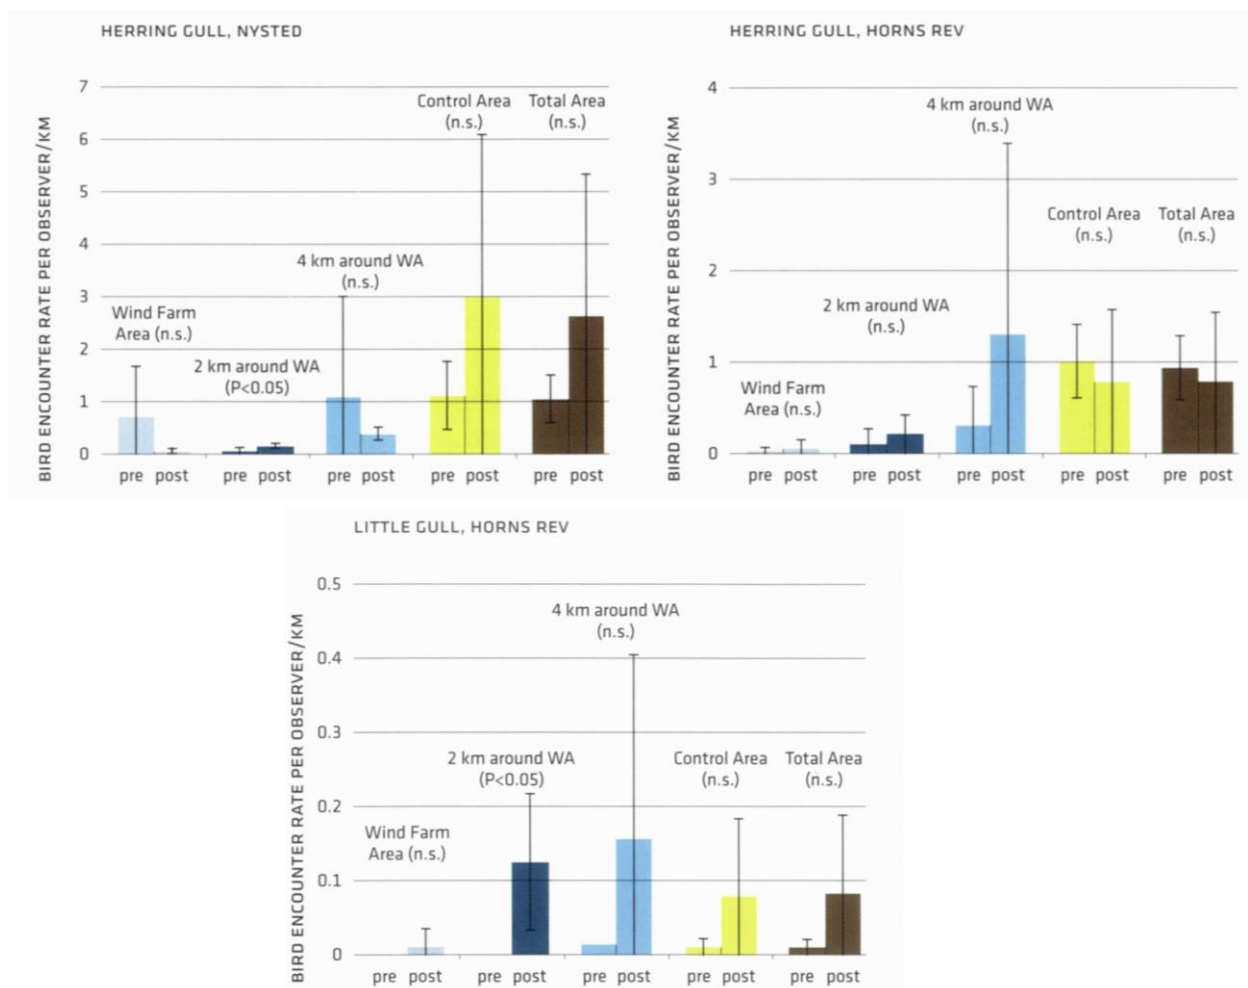 HERRING GULL, NYSTED
BIRD ENCOUNTER RATE PER OBSERVER/KM
7
6
5
4
3
2
1
0
Wind Farm
Area (n.s.)
2 km around WA
(P<0.05)
4 km around WA
(n.s.)
Control Area
(n.s.)
Total Area
(n.s.)
pre post pre post pre post pre post pre post
HERRING GULL, HORNS REV
BIRD ENCOUNTER RATE PER OBSERVER/KM
4
3
2
1
0
Wind Farm
Area (n.s.)
2 km around WA
(n.s.)
4 km around WA
(n.s.)
Control Area
(n.s.)
Total Area
(n.s.)
pre post pre post pre post pre post pre post
LITTLE GULL, HORNS REV
BIRD ENCOUNTER RATE PER OBSERVER/KM
0.5
0.4
0.3
0.2
0.1
0
Wind Farm
Area (n.s.)
2 km around WA
(P<0.05)
4 km around WA
(n.s.)
Control Area
(n.s.)
Total Area
(n.s.)
pre post pre post pre post pre post pre post